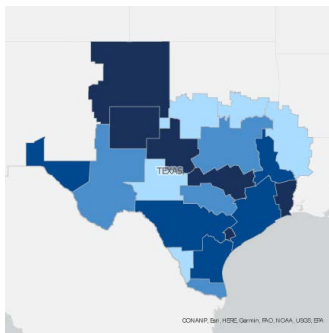 TEXAS
CONANP, Esri, HERE, Garmin, FAO, NOAA, USGS, EPA